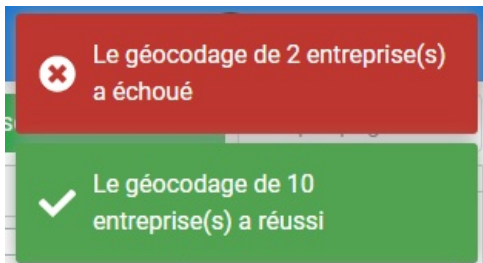 Le géocodage de 2 entreprise(s)
a échoué
Le géocodage de 10
entreprise(s) a réussi